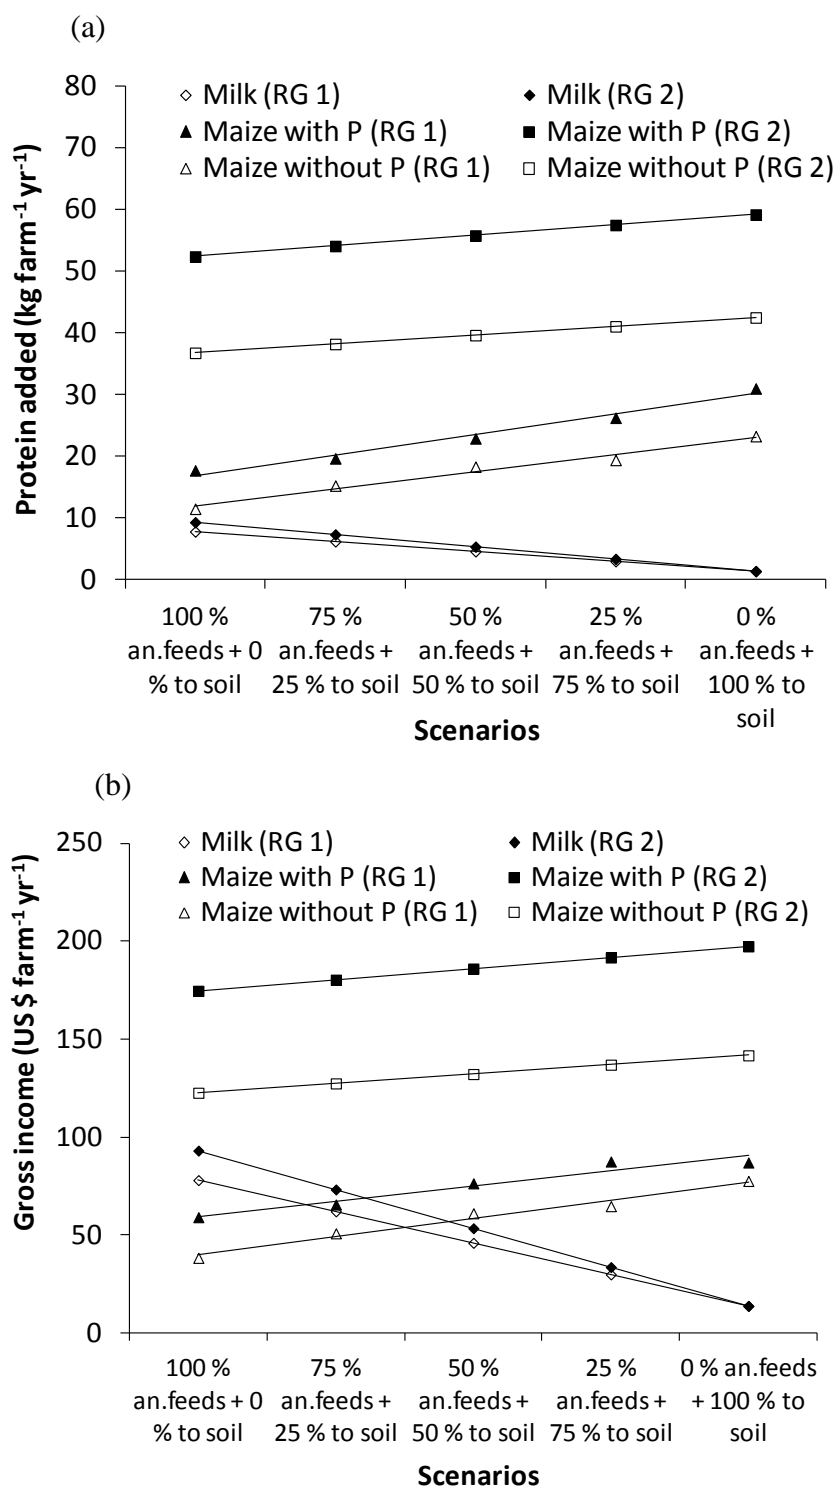 (a)
80
70
60
50
40
30
20
10
0
Protein added (kg farm⁻¹ yr⁻¹)
Milk (RG 1)
Milk (RG 2)
Maize with P (RG 1)
Maize with P (RG 2)
Maize without P (RG 1)
Maize without P (RG 2)
100 %
an.feeds + 0
% to soil
75 %
an.feeds +
25 % to soil
50 %
an.feeds +
50 % to soil
25 %
an.feeds +
75 % to soil
0 %
an.feeds +
100 % to
soil
Scenarios
(b)
250
200
150
100
50
0
Gross income (US $ farm⁻¹ yr⁻¹)
Milk (RG 1)
Milk (RG 2)
Maize with P (RG 1)
Maize with P (RG 2)
Maize without P (RG 1)
Maize without P (RG 2)
100 %
an.feeds + 0
% to soil
75 %
an.feeds +
25 % to soil
50 %
an.feeds +
50 % to soil
25 %
an.feeds +
75 % to soil
0 % an.feeds
+ 100 % to
soil
Scenarios